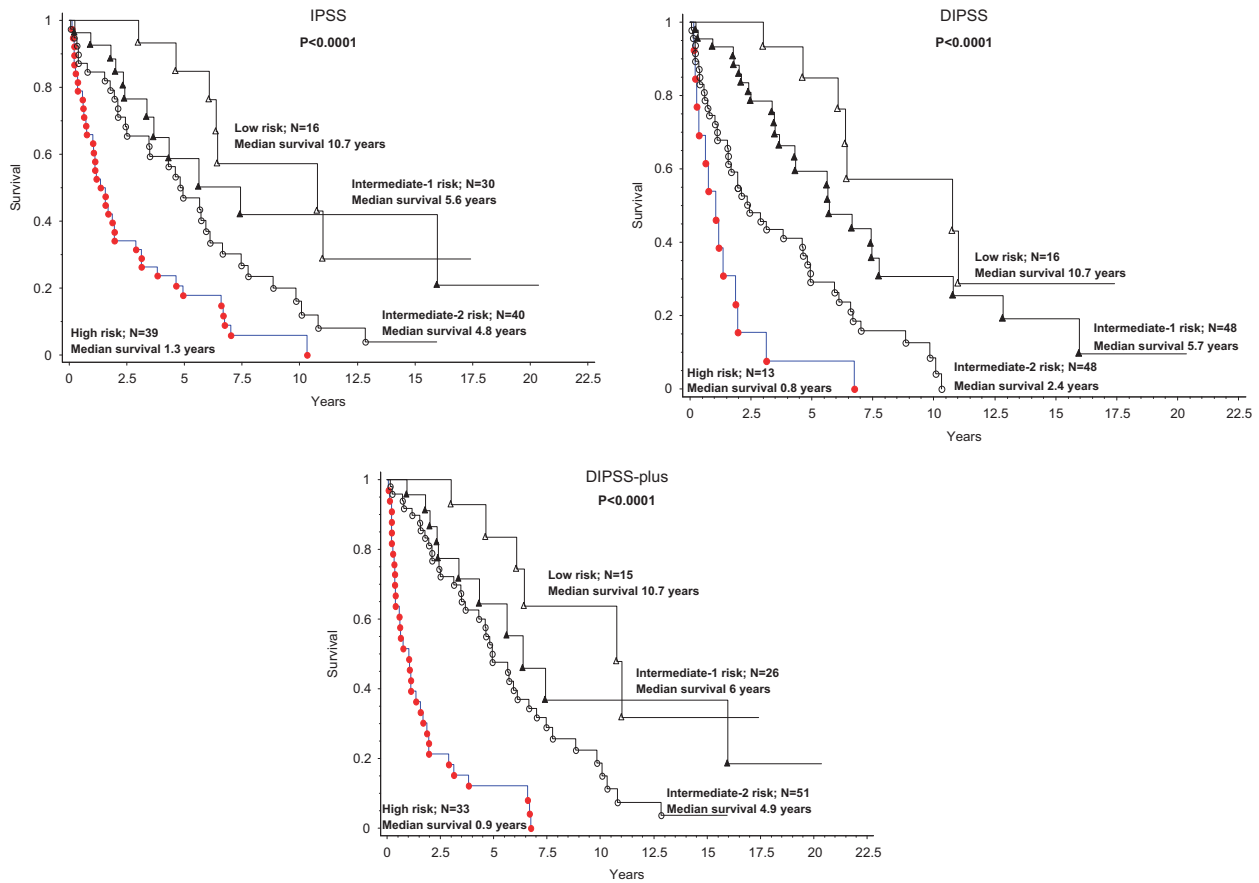 IPSS
P<0.0001
1
0.8
0.6
0.4
0.2
0
Survival
Low risk; N=16
Median survival 10.7 years
Intermediate-1 risk; N=30
Median survival 5.6 years
Intermediate-2 risk; N=40
Median survival 4.8 years
High risk; N=39
Median survival 1.3 years
0 2.5 5 7.5 10 12.5 15 17.5 20 22.5
Years
DIPSS
P<0.0001
1
0.8
0.6
0.4
0.2
0
Survival
Low risk; N=16
Median survival 10.7 years
Intermediate-1 risk; N=48
Median survival 5.7 years
Intermediate-2 risk; N=48
Median survival 2.4 years
High risk; N=13
Median survival 0.8 years
0 2.5 5 7.5 10 12.5 15 17.5 20 22.5
Years
DIPSS-plus
P<0.0001
1
0.8
0.6
0.4
0.2
0
Survival
Low risk; N=15
Median survival 10.7 years
Intermediate-1 risk; N=26
Median survival 6 years
Intermediate-2 risk; N=51
Median survival 4.9 years
High risk; N=33
Median survival 0.9 years
0 2.5 5 7.5 10 12.5 15 17.5 20 22.5
Years